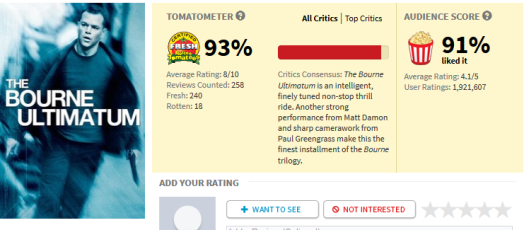 THE
BOURNE
ULTIMATUM
TOMATOMETER ?
CERTIFIED
FRESH
93%
Average Rating: 8/10
Reviews Counted: 258
Fresh: 240
Rotten: 18
All Critics | Top Critics
Critics Consensus: The Bourne
Ultimatum is an intelligent,
finely tuned non-stop thrill
ride. Another strong
performance from Matt Damon
and sharp camerawork from
Paul Greengrass make this the
finest installment of the Bourne
trilogy.
AUDIENCE SCORE ?
91%
liked it
Average Rating: 4.1/5
User Ratings: 1,921,607
ADD YOUR RATING
+ WANT TO SEE
NOT INTERESTED